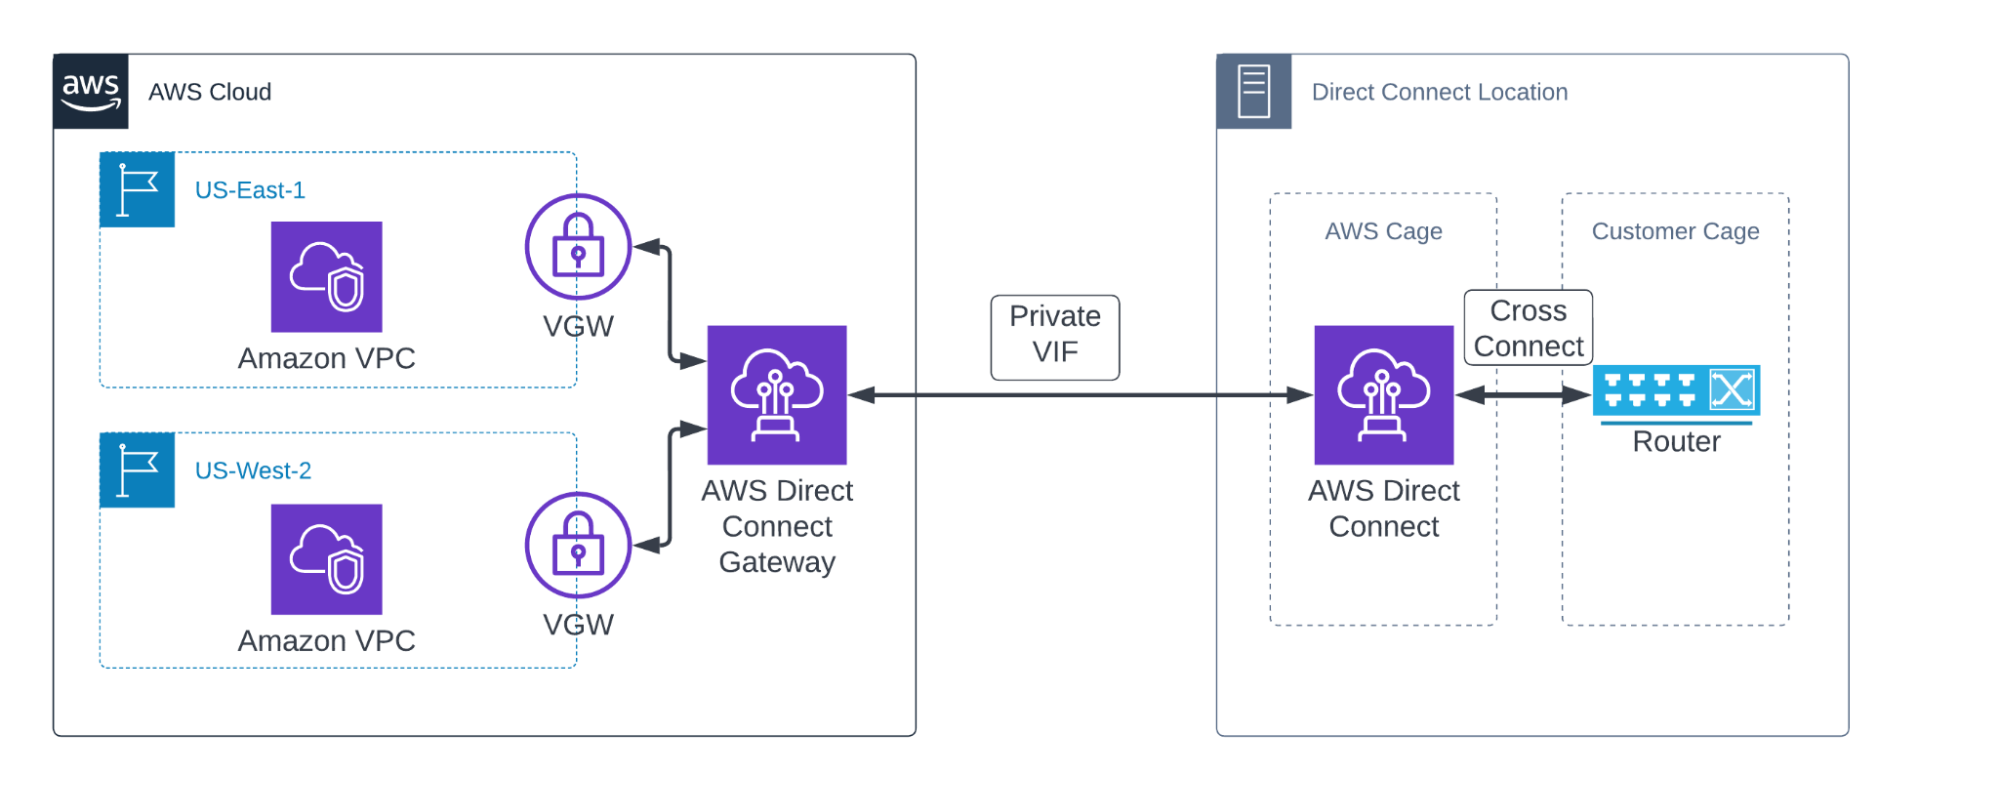 aws
AWS Cloud
US-East-1
Amazon VPC
VGW
US-West-2
Amazon VPC
VGW
AWS Direct
Connect
Gateway
Private
VIF
Direct Connect Location
AWS Cage
AWS Direct
Connect
Cross
Connect
Customer Cage
Router